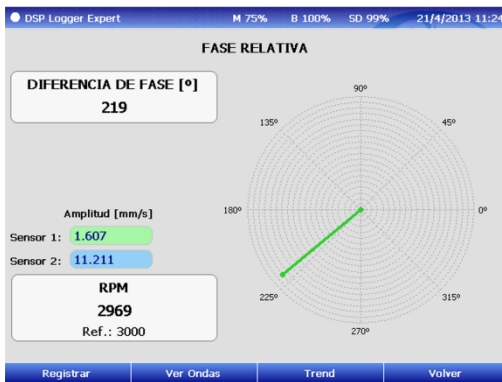 DSP Logger Expert M 75% B 100% SD 99% 21/4/2013 11:24
FASE RELATIVA
DIFERENCIA DE FASE [º]
219
90º
135º
45º
180º
0º
225º
315º
270º
Amplitud [mm/s]
Sensor 1: 1.607
Sensor 2: 11.211
RPM
2969
Ref.: 3000
Registrar Ver Ondas Trend Volver